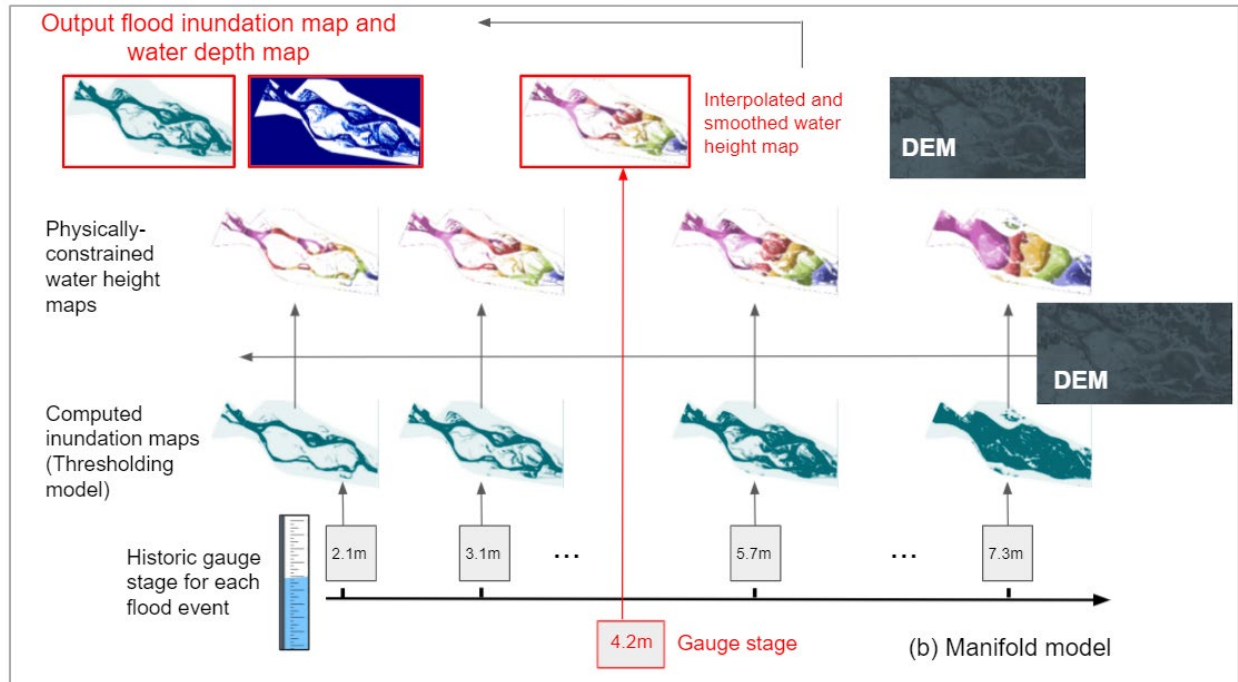 Output flood inundation map and
water depth map
Interpolated and
smoothed water
height map
DEM
Physically-
constrained
water height
maps
DEM
Computed
inundation maps
(Thresholding
model)
Historic gauge
stage for each
flood event
2.1m
3.1m
...
5.7m
...
7.3m
4.2m
Gauge stage
(b) Manifold model